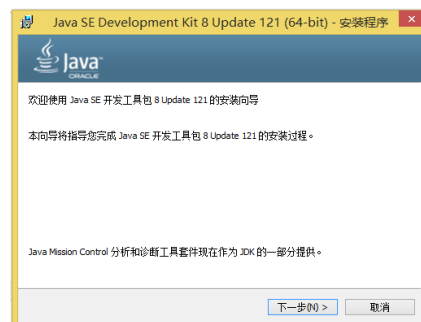 Java SE Development Kit 8 Update 121 (64-bit) - 安装程序
Java
ORACLE
欢迎使用 Java SE 开发工具包 8 Update 121 的安装向导
本向导将指导您完成 Java SE 开发工具包 8 Update 121 的安装过程。
Java Mission Control 分析和诊断工具套件现在作为 JDK 的一部分提供。
下一步(N) > 取消